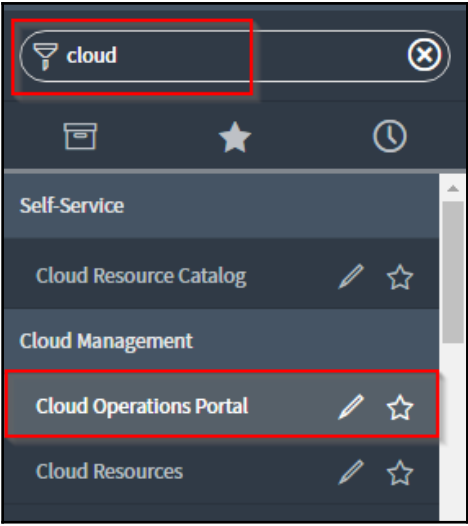 cloud
Self-Service
Cloud Resource Catalog
Cloud Management
Cloud Operations Portal
Cloud Resources